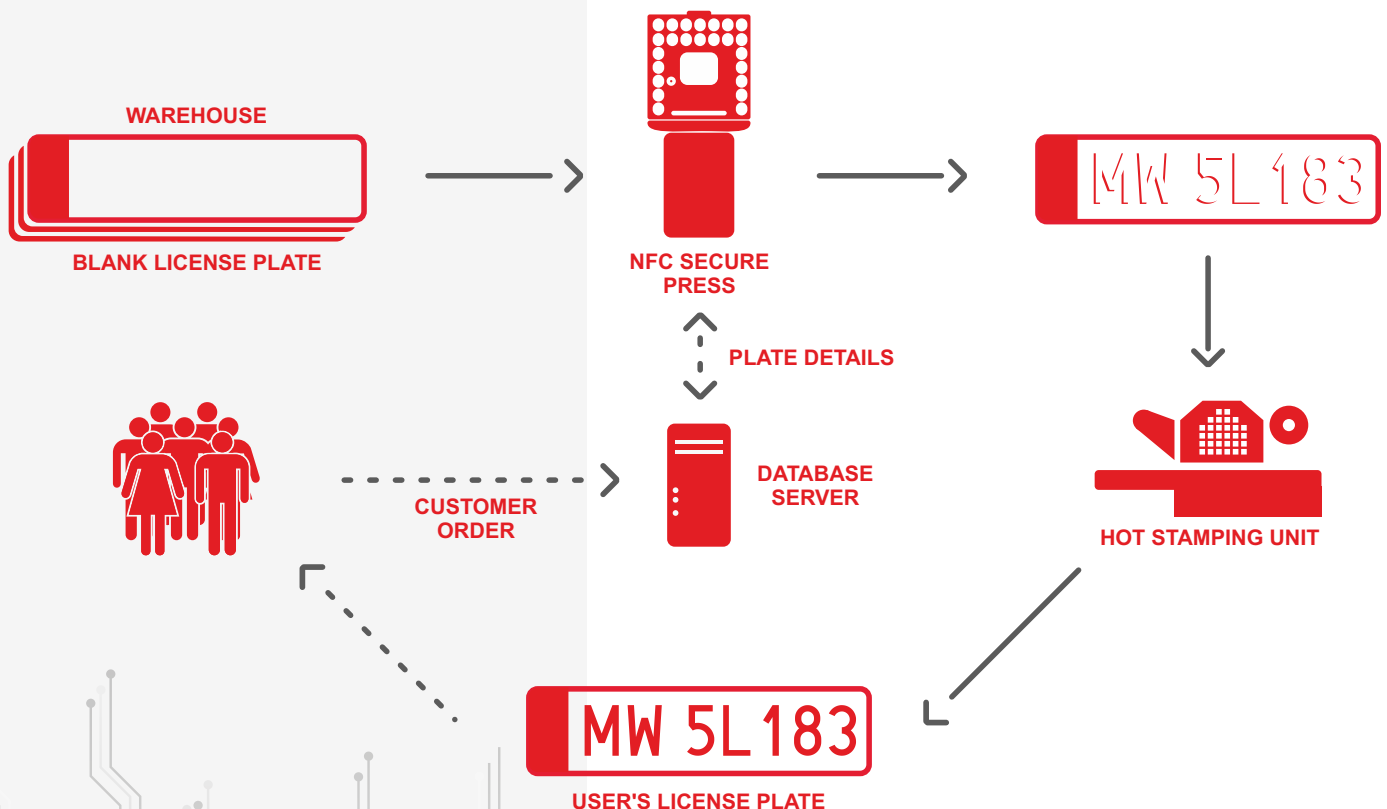 WAREHOUSE
BLANK LICENSE PLATE
NFC SECURE
PRESS
MW 5L183
PLATE DETAILS
CUSTOMER
ORDER
DATABASE
SERVER
HOT STAMPING UNIT
MW 5L183
USER'S LICENSE PLATE